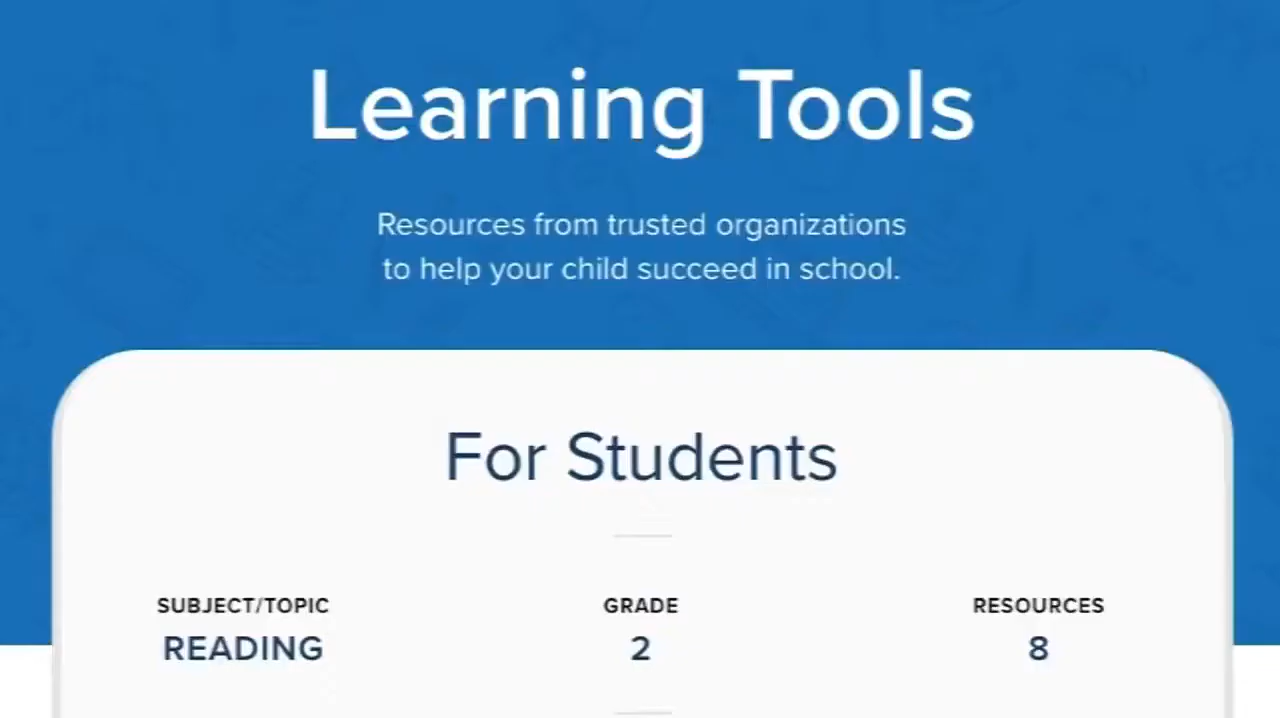 Learning Tools
Resources from trusted organizations
to help your child succeed in school.
For Students
SUBJECT/TOPIC GRADE RESOURCES
READING 2 8